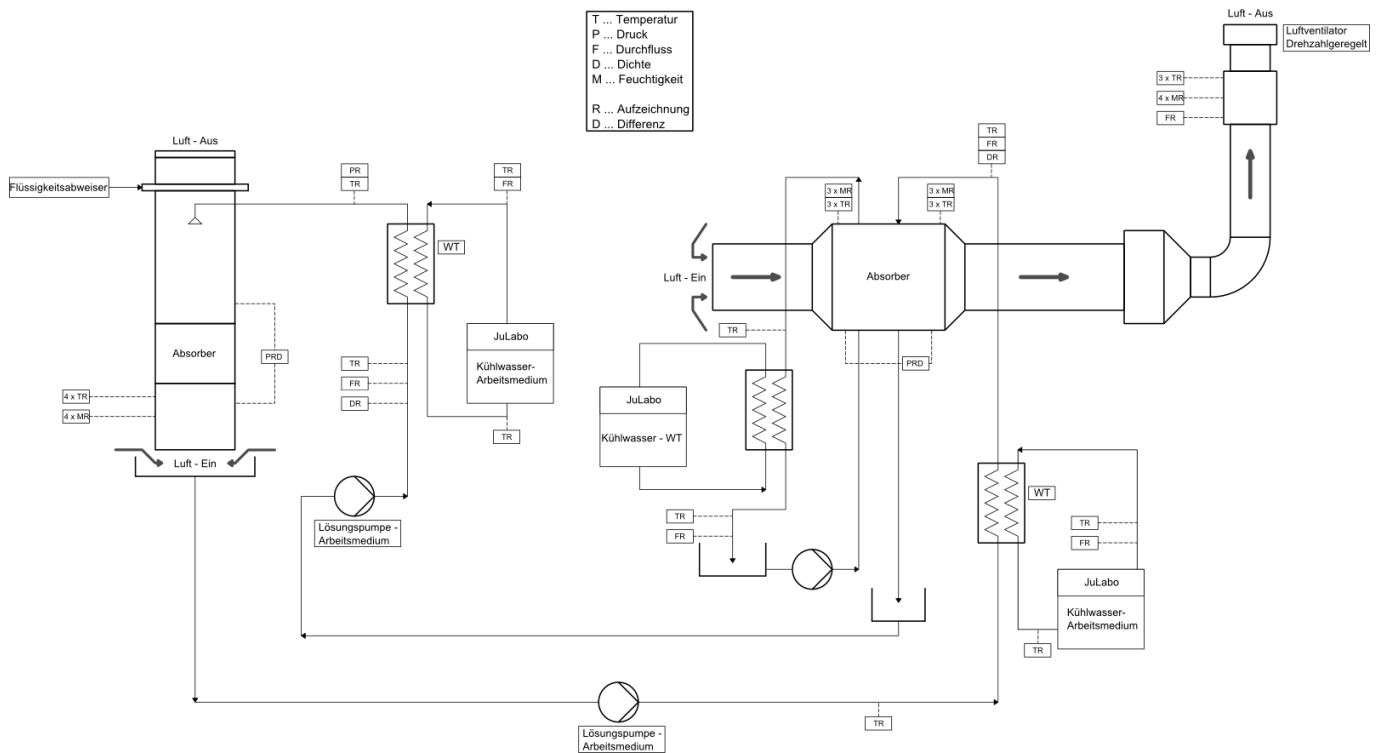 T ... Temperatur
P ... Druck
F ... Durchfluss
D ... Dichte
M ... Feuchtigkeit
R ... Aufzeichnung
D ... Differenz
Luft - Aus
Luftventilator
Drehzahlgeregelt
3 x TR
4 x MR
FR
Luft - Aus
Flüssigkeitsabweiser
PR
TR
TR
FR
WT
JuLabo
Kühlwasser-
Arbeitsmedium
TR
FR
DR
TR
PRD
Absorber
4 x TR
4 x MR
Luft - Ein
Lösungspumpe -
Arbeitsmedium
TR
FR
DR
3 x MR
3 x TR
3 x MR
3 x TR
Luft - Ein
Absorber
TR
PRD
JuLabo
Kühlwasser - WT
TR
FR
WT
TR
FR
JuLabo
Kühlwasser-
Arbeitsmedium
TR
TR
Lösungspumpe -
Arbeitsmedium